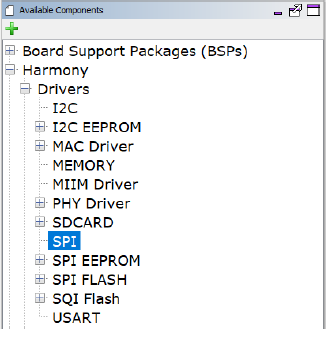 Available Components
Board Support Packages (BSPs)
Harmony
Drivers
I2C
I2C EEPROM
MAC Driver
MEMORY
MIIM Driver
PHY Driver
SDCARD
SPI
SPI EEPROM
SPI FLASH
SQI Flash
USART